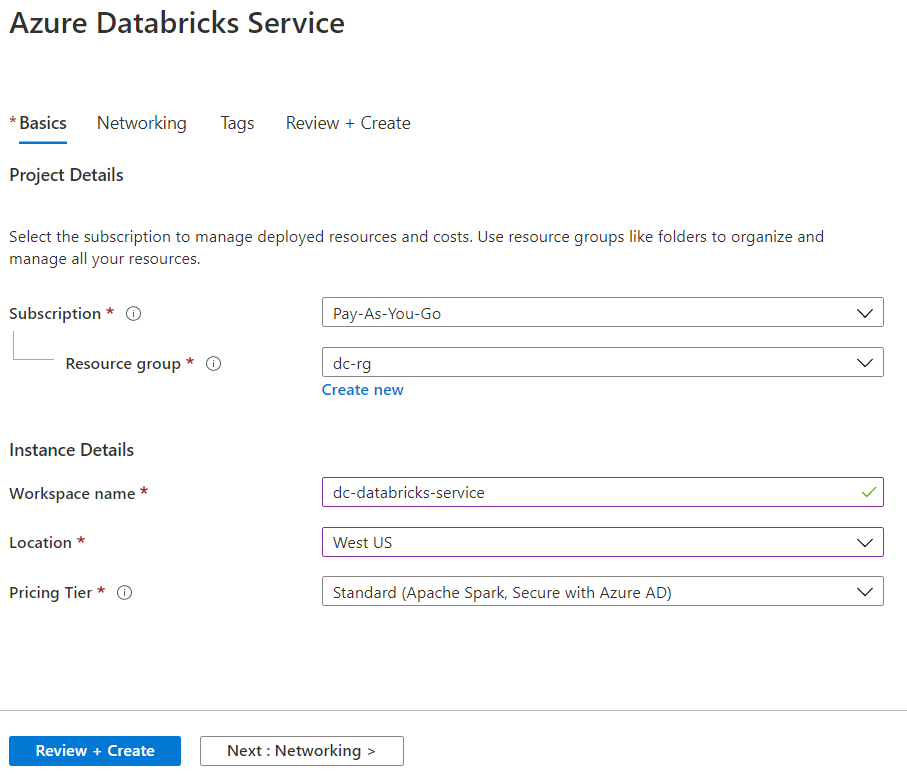 Azure Databricks Service
* Basics Networking Tags Review + Create
Project Details
Select the subscription to manage deployed resources and costs. Use resource groups like folders to organize and
manage all your resources.
Subscription * Pay-As-You-Go
Resource group * dc-rg
Create new
Instance Details
Workspace name * dc-databricks-service
Location * West US
Pricing Tier * Standard (Apache Spark, Secure with Azure AD)
Review + Create Next : Networking >